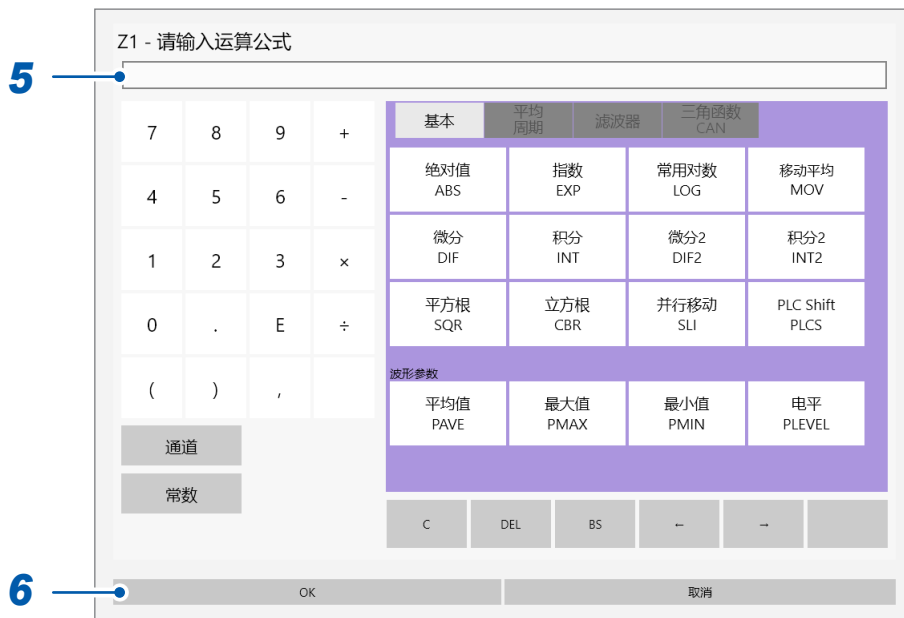 Z1 - 请输入运算公式
5
7 8 9 +
4 5 6 -
1 2 3 ×
0 . E ÷
( ) ,
通道
常数
基本 平均 周期 滤波器 三角函数 CAN
绝对值 指数 常用对数 移动平均
ABS EXP LOG MOV
微分 积分 微分2 积分2
DIF INT DIF2 INT2
平方根 立方根 并行移动 PLC Shift
SQR CBR SLI PLCS
波形参数
平均值 最大值 最小值 电平
PAVE PMAX PMIN PLEVEL
C DEL BS ← →
6
OK 取消